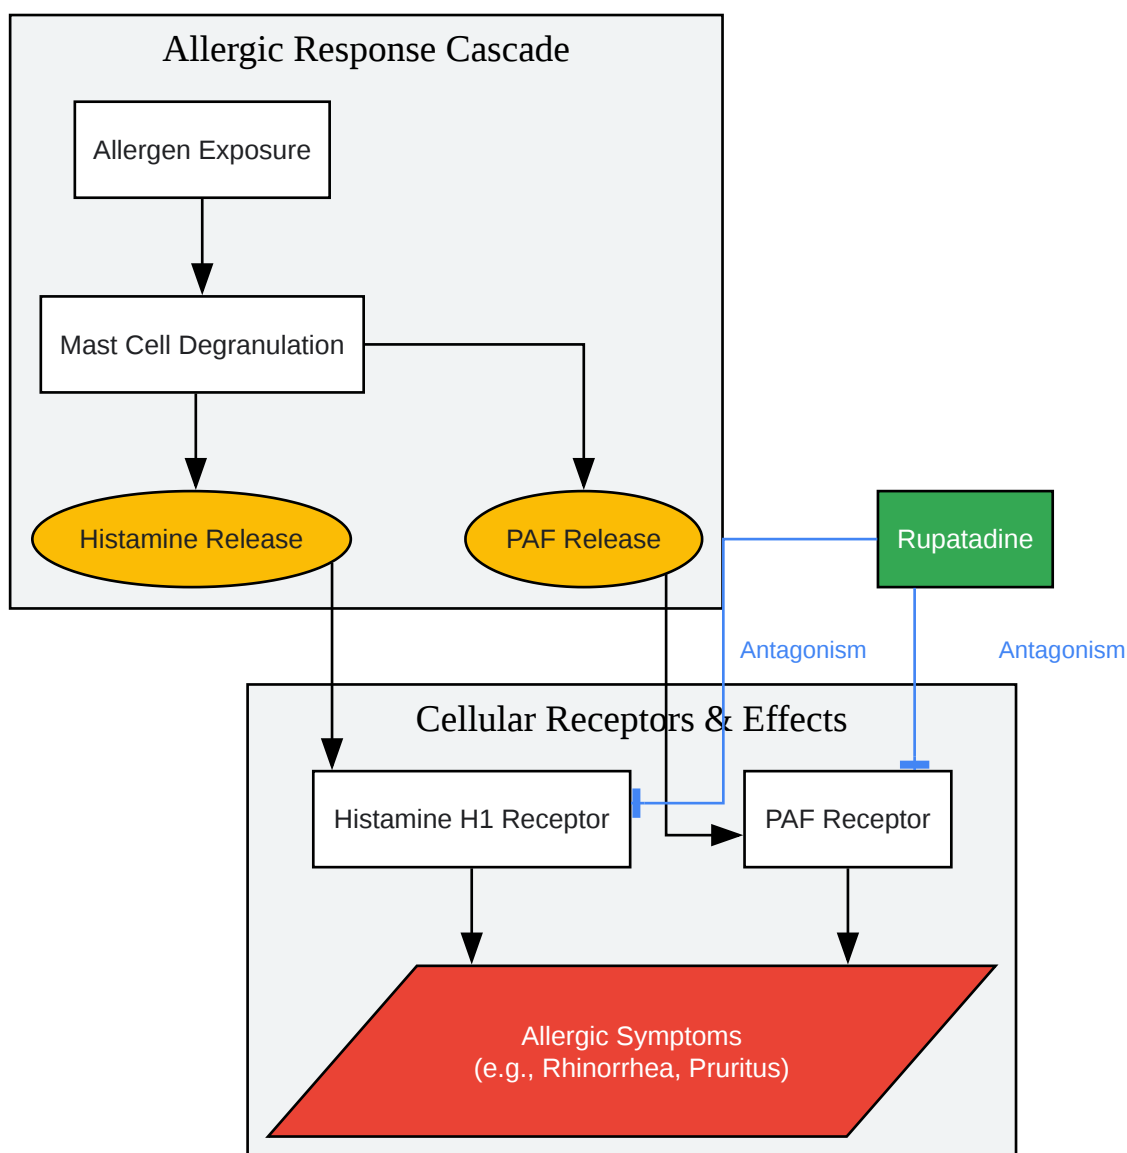 Allergic Response Cascade
Allergen Exposure
Mast Cell Degranulation
Histamine Release
PAF Release
Rupatadine
Antagonism
Antagonism
Cellular Receptors & Effects
Histamine H1 Receptor
PAF Receptor
Allergic Symptoms
(e.g., Rhinorrhea, Pruritus)